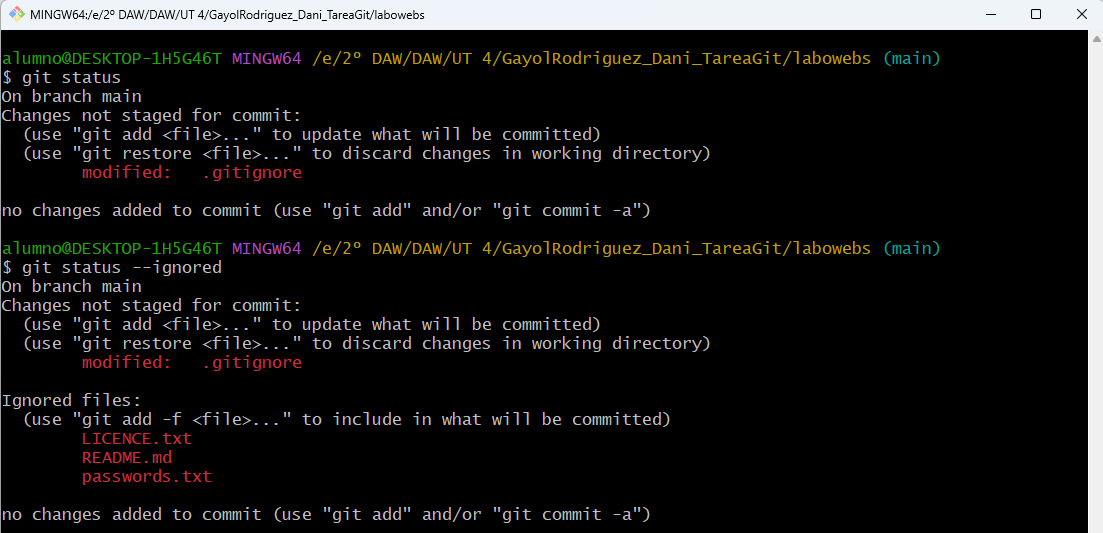 MINGW64:/e/2º DAW/DAW/UT 4/GayolRodriguez_Dani_TareaGit/labowebs
alumno@DESKTOP-1H5G46T MINGW64 /e/2º DAW/DAW/UT 4/GayolRodriguez_Dani_TareaGit/labowebs (main)
$ git status
On branch main
Changes not staged for commit:
  (use "git add <file>..." to update what will be committed)
  (use "git restore <file>..." to discard changes in working directory)
        modified:   .gitignore

no changes added to commit (use "git add" and/or "git commit -a")

alumno@DESKTOP-1H5G46T MINGW64 /e/2º DAW/DAW/UT 4/GayolRodriguez_Dani_TareaGit/labowebs (main)
$ git status --ignored
On branch main
Changes not staged for commit:
  (use "git add <file>..." to update what will be committed)
  (use "git restore <file>..." to discard changes in working directory)
        modified:   .gitignore

Ignored files:
  (use "git add -f <file>..." to include in what will be committed)
        LICENCE.txt
        README.md
        passwords.txt

no changes added to commit (use "git add" and/or "git commit -a")